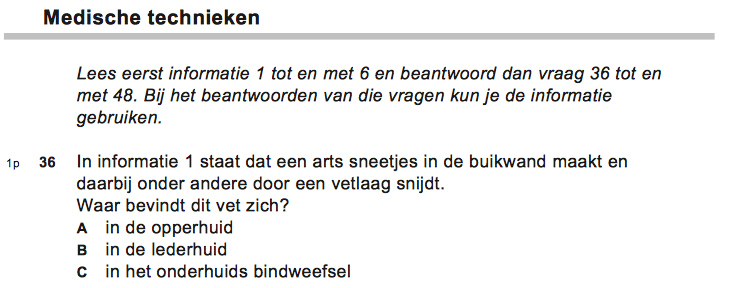 Medische technieken
Lees eerst informatie 1 tot en met 6 en beantwoord dan vraag 36 tot en
met 48. Bij het beantwoorden van die vragen kun je de informatie
gebruiken.
1p 36 In informatie 1 staat dat een arts sneetjes in de buikwand maakt en
daarbij onder andere door een vetlaag snijdt.
Waar bevindt dit vet zich?
A in de opperhuid
B in de lederhuid
C in het onderhuids bindweefsel